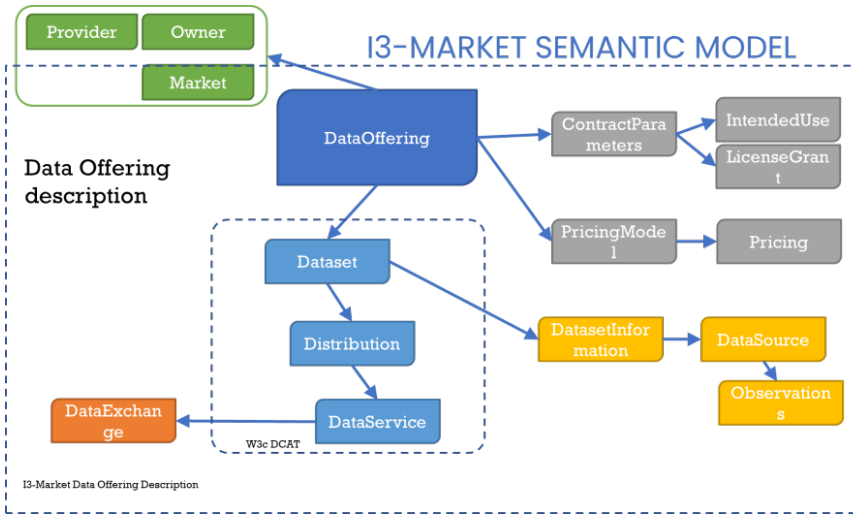 Provider
Owner
I3-MARKET SEMANTIC MODEL
Market
DataOffering
ContractPara
meters
IntendedUse
LicenseGran
t
Data Offering
description
PricingMode
l
Pricing
Dataset
Distribution
DatasetInfor
mation
DataSource
Observation
s
DataExchan
ge
DataService
W3c DCAT
I3-Market Data Offering Description